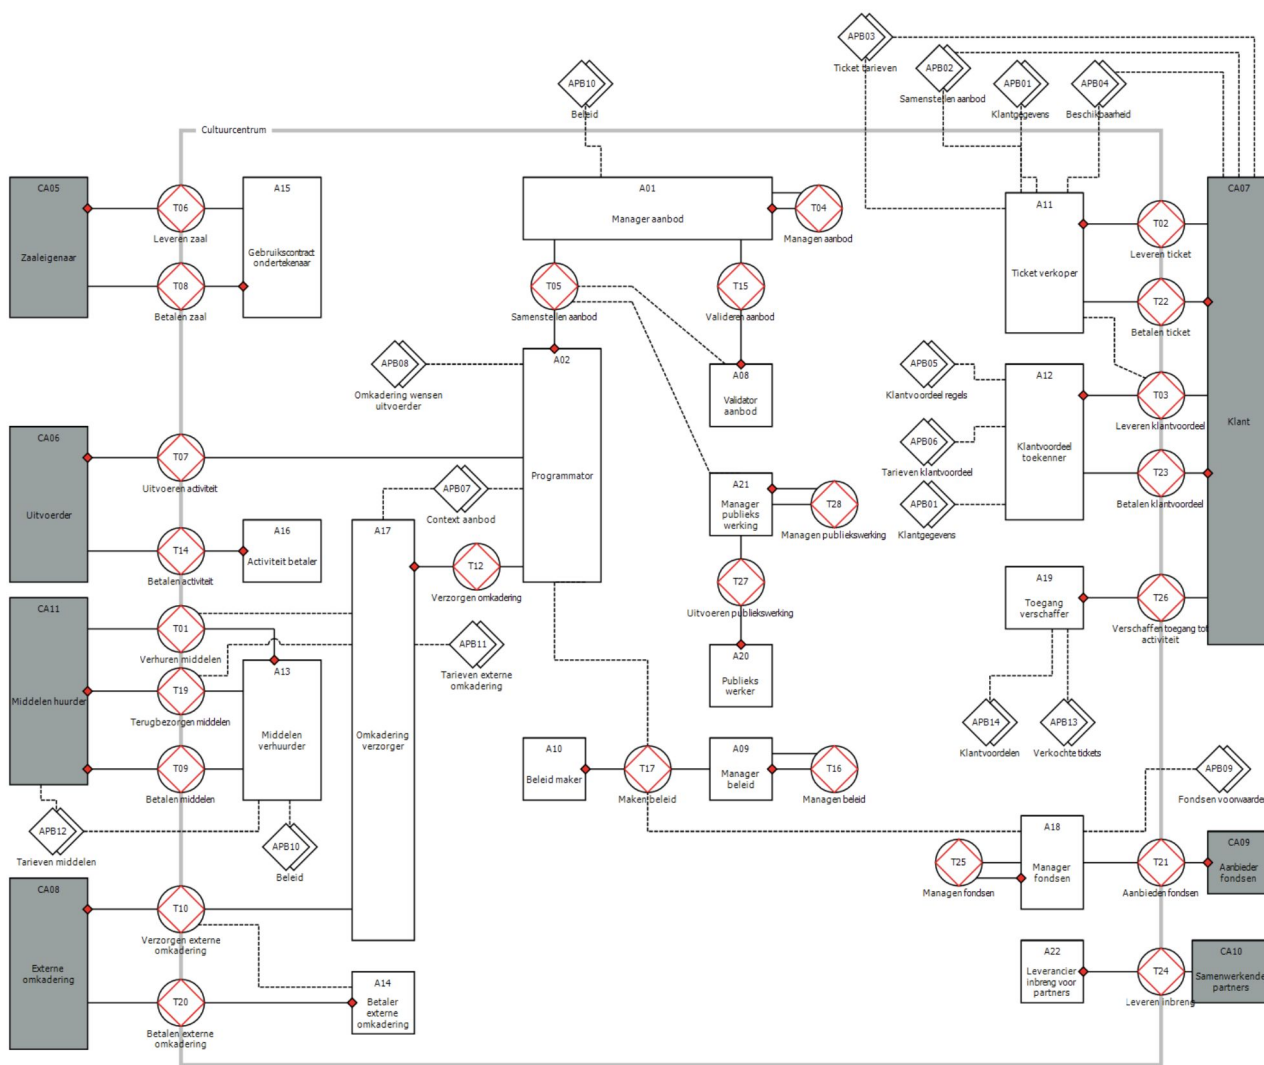 APB03
Ticket tarieven
APB02
Samenstellen aanbod
APB01
Klantgegevens
APB04
Beschikbaarheid
APB10
Beleid
Cultuurcentrum
CA05
Zaaleigenaar
T06
Leveren zaal
T08
Betalen zaal
A15
Gebruikscontract
ondertekenaar
A01
Manager aanbod
T04
Managen aanbod
T05
Samenstellen aanbod
T15
Valideren aanbod
A11
Ticket verkoper
T02
Leveren ticket
T22
Betalen ticket
CA07
Klant
APB08
Omkadering wensen
uitvoerder
A02
Programmator
A08
Validator
aanbod
APB05
Klantvoordeel regels
APB06
Tarieven klantvoordeel
APB01
Klantgegevens
A12
Klantvoordeel
toekenner
T03
Leveren klantvoordeel
T23
Betalen klantvoordeel
CA06
Uitvoerder
T07
Uitvoeren activiteit
T14
Betalen activiteit
A16
Activiteit betaler
APB07
Context aanbod
A17
Omkadering
verzorger
T12
Verzorgen omkadering
A21
Manager
publieks
werking
T28
Managen publiekswerking
T27
Uitvoeren publiekswerking
A20
Publieks
werker
A19
Toegang
verschaffer
T26
Verschaffen toegang tot
activiteit
APB14
Klantvoordelen
APB13
Verkochte tickets
CA11
Middelen huurder
T01
Verhuren middelen
T19
Terugbezorgen middelen
T09
Betalen middelen
A13
Middelen
verhuurder
APB11
Tarieven externe
omkadering
APB12
Tarieven middelen
APB10
Beleid
A10
Beleid maker
T17
Maken beleid
A09
Manager
beleid
T16
Managen beleid
APB09
Fondsen voorwaarden
T25
Managen fondsen
A18
Manager
fondsen
T21
Aanbieden fondsen
CA09
Aanbieder
fondsen
CA08
Externe
omkadering
T10
Verzorgen externe
omkadering
T20
Betalen externe
omkadering
A14
Betaler
externe
omkadering
A22
Leverancier
inbreng voor
partners
T24
Leveren inbreng
CA10
Samenwerkende
partners